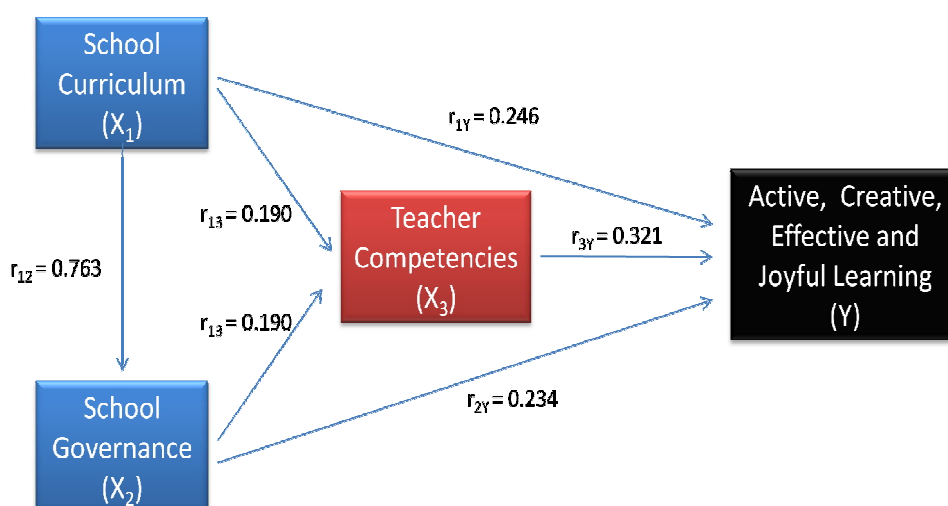 School
Curriculum
(X₁)
r₁Y = 0.246
r₁₃ = 0.190
Teacher
Competencies
(X₃)
r₃Y = 0.321
Active, Creative,
Effective and
Joyful Learning
(Y)
r₁₂ = 0.763
r₁₃ = 0.190
School
Governance
(X₂)
r₂Y = 0.234